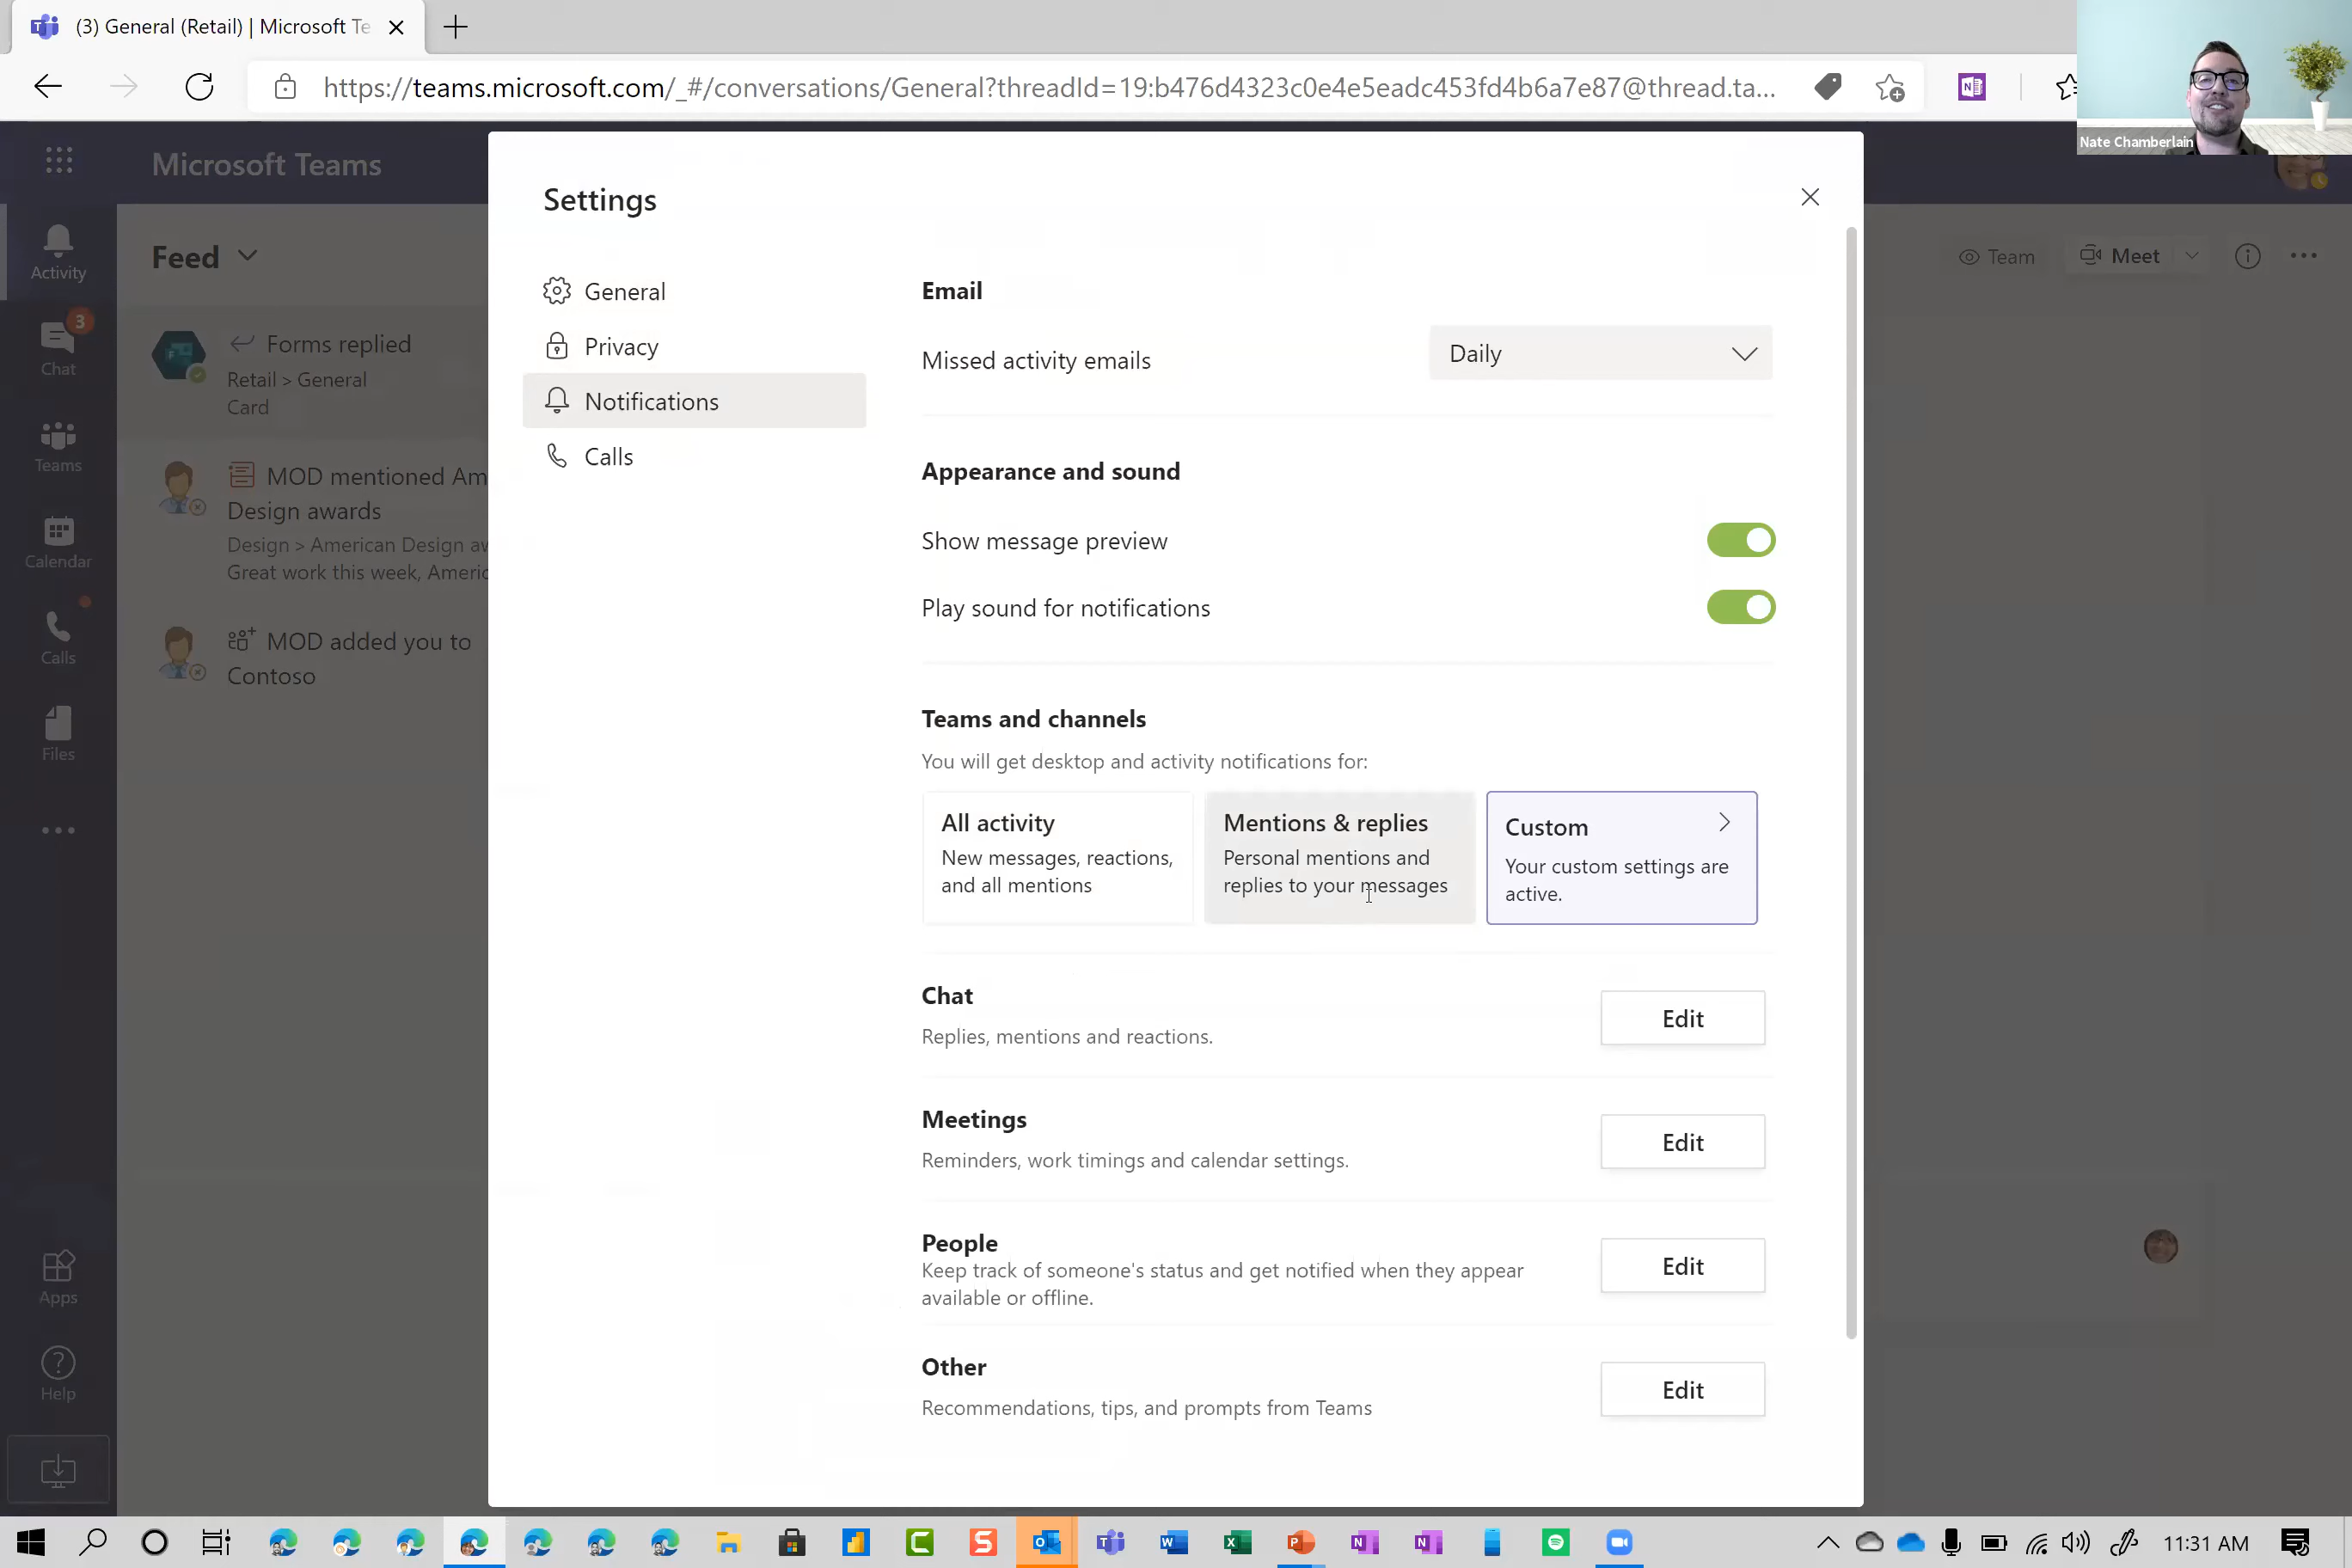 (3) General (Retail) | Microsoft Te
https://teams.microsoft.com/_#/conversations/General?threadId=19:b476d4323c0e4e5eadc453fd4b6a7e87@thread.ta...
Nate Chamberlain
Microsoft Teams
Activity
3
Chat
Teams
Calendar
Calls
Files
Apps
Help
Feed
Forms replied
Retail > General
Card
MOD mentioned Am
Design awards
Design > American Design aw
Great work this week, Americ
MOD added you to
Contoso
Team
Meet
Settings
General
Privacy
Notifications
Calls
Email
Missed activity emails
Daily
Appearance and sound
Show message preview
Play sound for notifications
Teams and channels
You will get desktop and activity notifications for:
All activity
New messages, reactions,
and all mentions
Mentions & replies
Personal mentions and
replies to your messages
Custom
Your custom settings are
active.
Chat
Replies, mentions and reactions.
Edit
Meetings
Reminders, work timings and calendar settings.
Edit
People
Keep track of someone's status and get notified when they appear
available or offline.
Edit
Other
Recommendations, tips, and prompts from Teams
Edit
11:31 AM